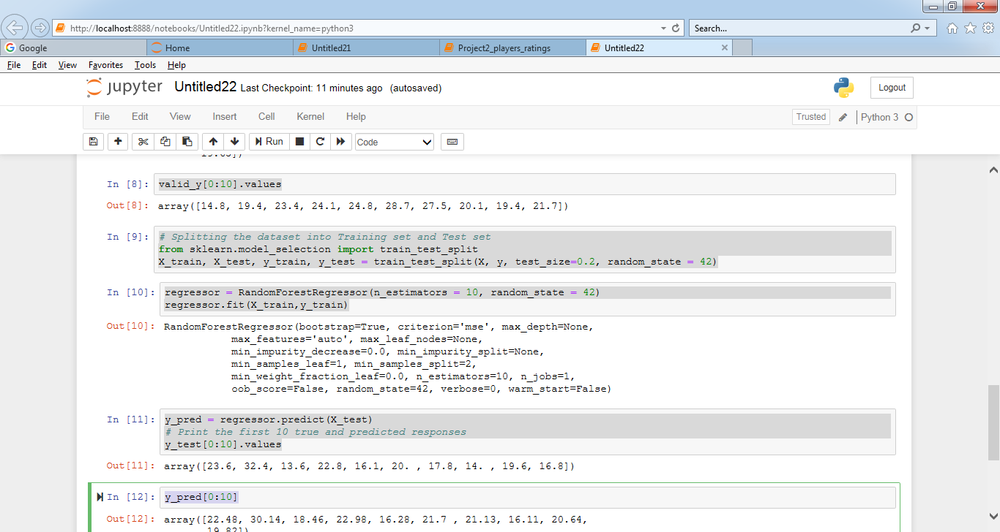 http://localhost:8888/notebooks/Untitled22.ipynb?kernel_name=python3
Search...
Google
Home
Untitled21
Project2_players_ratings
Untitled22
File Edit View Favorites Tools Help
jupyter Untitled22 Last Checkpoint: 11 minutes ago (autosaved)
Logout
File Edit View Insert Cell Kernel Help
Trusted
Python 3
Run
Code
19.65])
In [8]: valid_y[0:10].values
Out[8]: array([14.8, 19.4, 23.4, 24.1, 24.8, 28.7, 27.5, 20.1, 19.4, 21.7])
In [9]: # Splitting the dataset into Training set and Test set
from sklearn.model_selection import train_test_split
X_train, X_test, y_train, y_test = train_test_split(X, y, test_size=0.2, random_state = 42)
In [10]: regressor = RandomForestRegressor(n_estimators = 10, random_state = 42)
regressor.fit(X_train,y_train)
Out[10]: RandomForestRegressor(bootstrap=True, criterion='mse', max_depth=None,
max_features='auto', max_leaf_nodes=None,
min_impurity_decrease=0.0, min_impurity_split=None,
min_samples_leaf=1, min_samples_split=2,
min_weight_fraction_leaf=0.0, n_estimators=10, n_jobs=1,
oob_score=False, random_state=42, verbose=0, warm_start=False)
In [11]: y_pred = regressor.predict(X_test)
# Print the first 10 true and predicted responses
y_test[0:10].values
Out[11]: array([23.6, 32.4, 13.6, 22.8, 16.1, 20. , 17.8, 14. , 19.6, 16.8])
In [12]: y_pred[0:10]
Out[12]: array([22.48, 30.14, 18.46, 22.98, 16.28, 21.7 , 21.13, 16.11, 20.64,
19.82])